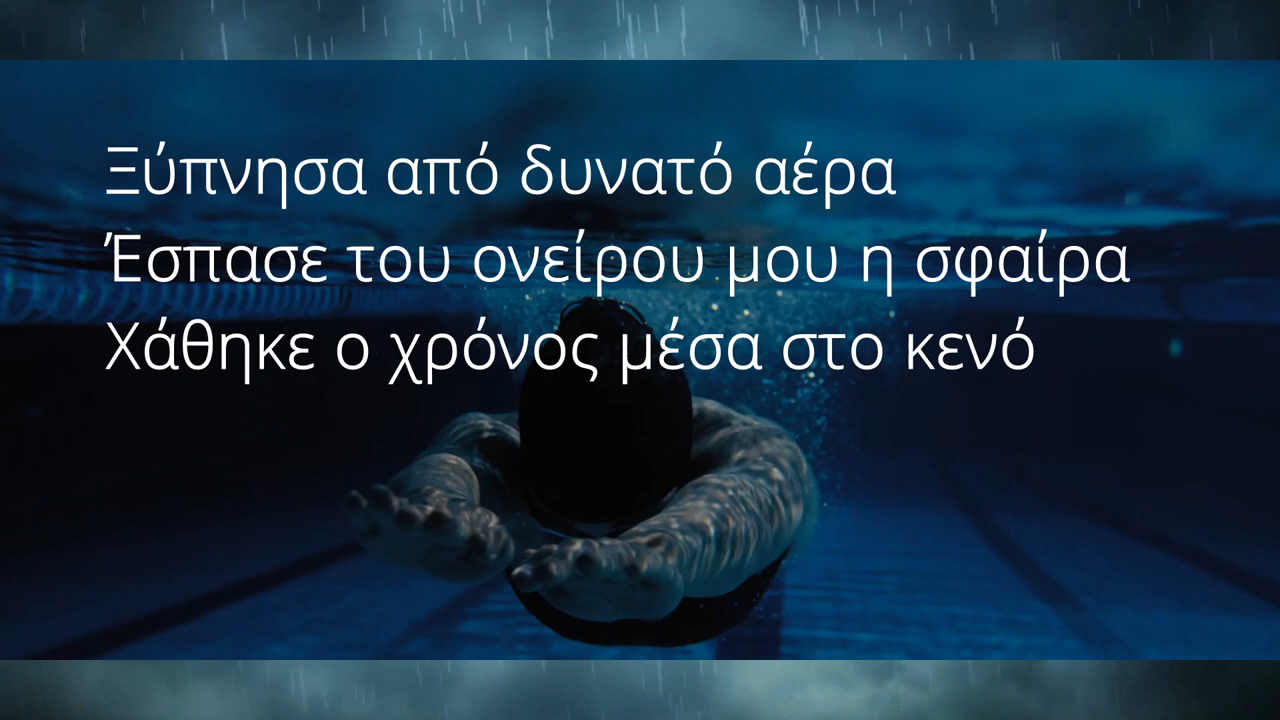 Ξύπνησα από δυνατό αέρα
Έσπασε του ονείρου μου η σφαίρα
Χάθηκε ο χρόνος μέσα στο κενό